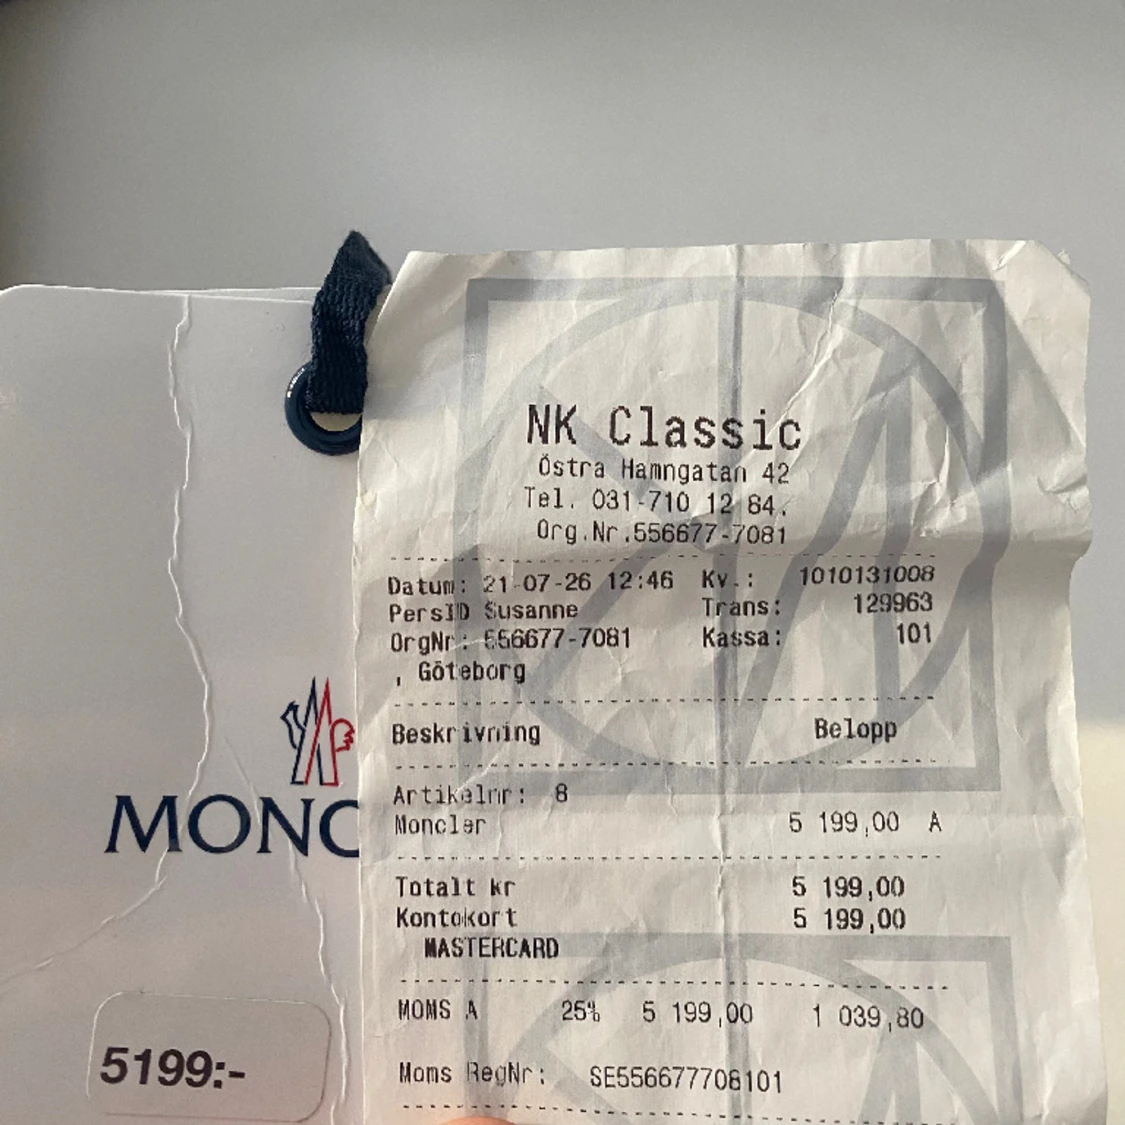 NK Classic
Östra Hamngatan 42
Tel. 031-710 12 84.
Org.Nr.556677-7081
Datum: 21-07-26 12:46 Kv.: 1010131008
PersID Susanne Trans: 129963
OrgNr: 556677-7081 Kassa: 101
, Göteborg
Beskrivning Belopp
Artikelnr: 8
Moncler 5 199,00 A
Totalt kr 5 199,00
Kontokort 5 199,00
MASTERCARD
MOMS A 25% 5 199,00 1 039,80
Moms RegNr: SE556677708101
MONC
5199:-